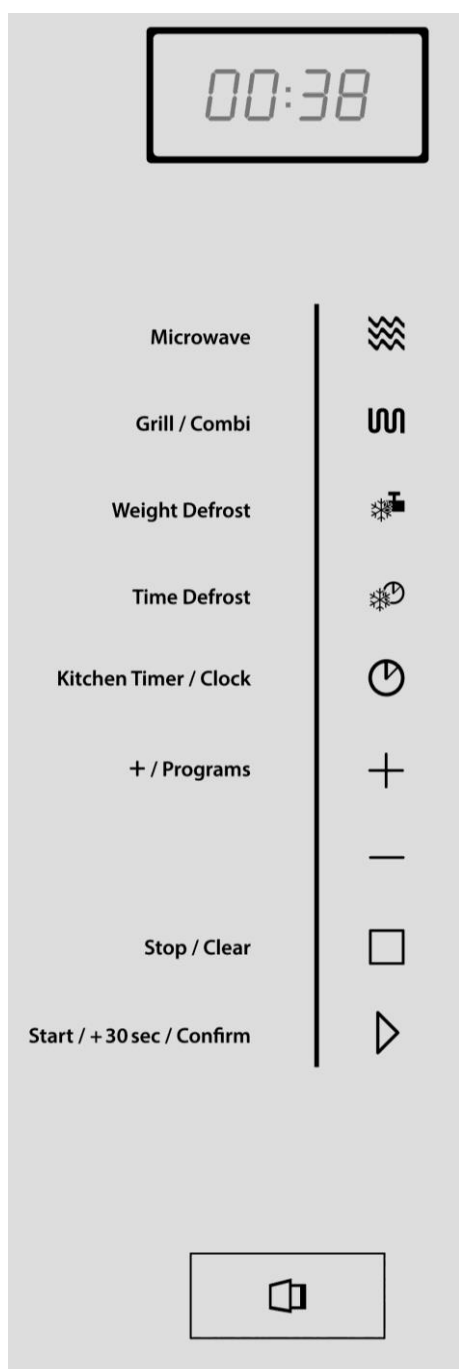 00:38
Microwave
Grill / Combi
Weight Defrost
Time Defrost
Kitchen Timer / Clock
+ / Programs
Stop / Clear
Start / +30 sec / Confirm